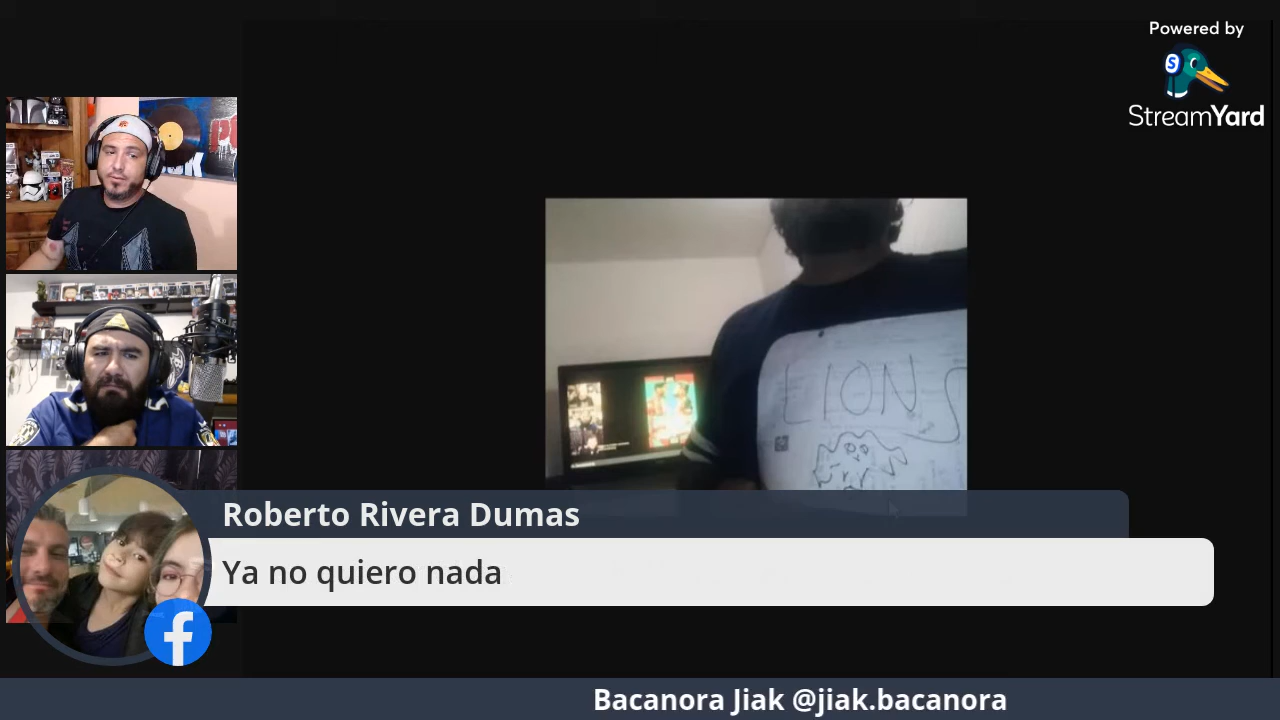 Powered by
StreamYard
LIONS
Roberto Rivera Dumas
Ya no quiero nada
Bacanora Jiak @jiak.bacanora